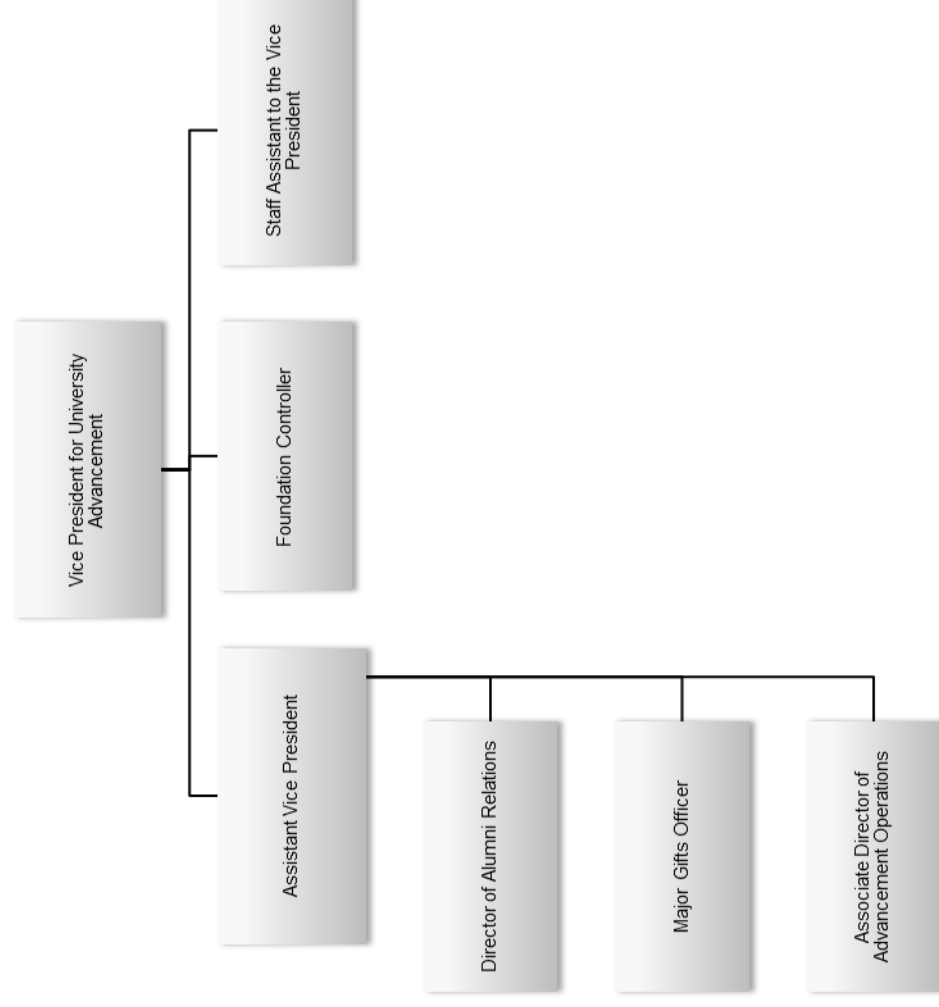 Vice President for University
Advancement
Assistant Vice President
Foundation Controller
Staff Assistant to the Vice
President
Director of Alumni Relations
Major Gifts Officer
Associate Director of
Advancement Operations